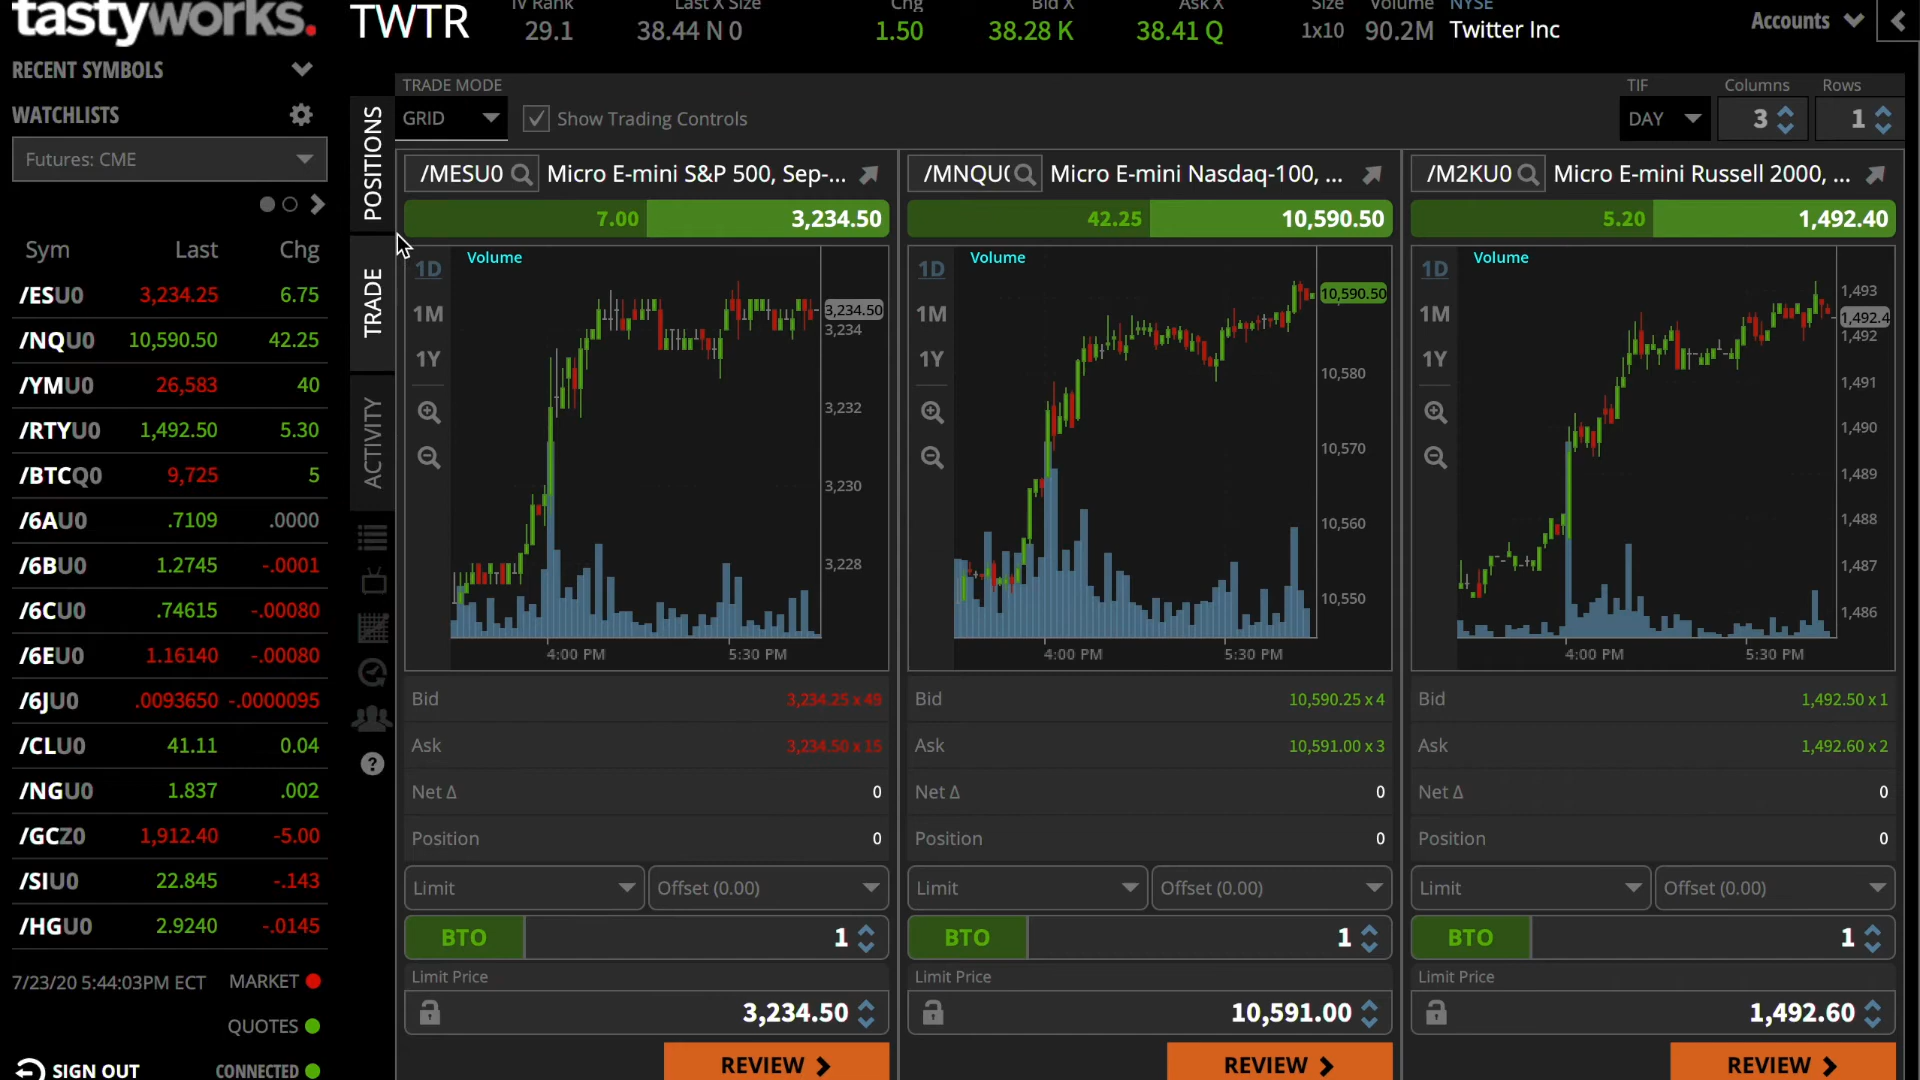 tastyworks.
RECENT SYMBOLS
WATCHLISTS
Futures: CME
Sym Last Chg
/ESU0 3,234.25 6.75
/NQU0 10,590.50 42.25
/YMU0 26,583 40
/RTYU0 1,492.50 5.30
/BTCQ0 9,725 5
/6AU0 .7109 .0000
/6BU0 1.2745 -.0001
/6CU0 .74615 -.00080
/6EU0 1.16140 -.00080
/6JU0 .0093650 -.0000095
/CLU0 41.11 0.04
/NGU0 1.837 .002
/GCZ0 1,912.40 -5.00
/SIU0 22.845 -.143
/HGU0 2.9240 -.0145
7/23/20 5:44:03PM ECT MARKET
QUOTES
SIGN OUT CONNECTED
TWTR
IV Rank Last X Size Chg Bid X Ask X Size Volume NYSE
29.1 38.44 N 0 1.50 38.28 K 38.41 Q 1x10 90.2M Twitter Inc
Accounts
POSITIONS
TRADE
ACTIVITY
?
TRADE MODE
GRID
Show Trading Controls
TIF Columns Rows
DAY 3 1
/MESU0 Micro E-mini S&P 500, Sep-...
7.00 3,234.50
1D
1M
1Y
Volume
3,234.50
3,234
3,232
3,230
3,228
4:00 PM 5:30 PM
Bid 3,234.25 x 49
Ask 3,234.50 x 15
Net Δ 0
Position 0
Limit Offset (0.00)
BTO 1
Limit Price
3,234.50
REVIEW
/MNQU( Micro E-mini Nasdaq-100, ...
42.25 10,590.50
1D
1M
1Y
Volume
10,590.50
10,580
10,570
10,560
10,550
4:00 PM 5:30 PM
Bid 10,590.25 x 4
Ask 10,591.00 x 3
Net Δ 0
Position 0
Limit Offset (0.00)
BTO 1
Limit Price
10,591.00
REVIEW
/M2KU0 Micro E-mini Russell 2000, ...
5.20 1,492.40
1D
1M
1Y
Volume
1,493
1,492.4
1,492
1,491
1,490
1,489
1,488
1,487
1,486
4:00 PM 5:30 PM
Bid 1,492.50 x 1
Ask 1,492.60 x 2
Net Δ 0
Position 0
Limit Offset (0.00)
BTO 1
Limit Price
1,492.60
REVIEW